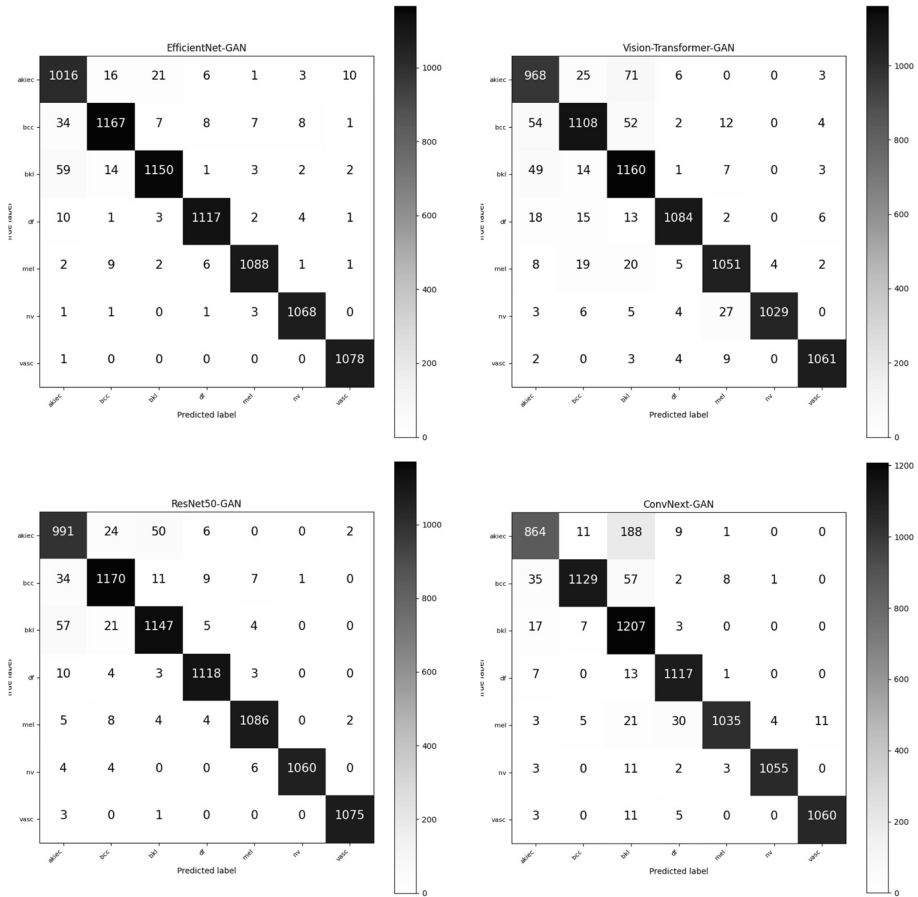 EfficientNet-GAN
akiec 1016 16 21 6 1 3 10
bcc 34 1167 7 8 7 8 1
bkl 59 14 1150 1 3 2 2
df 10 1 3 1117 2 4 1
mel 2 9 2 6 1088 1 1
nv 1 1 0 1 3 1068 0
vasc 1 0 0 0 0 0 1078
akiec bcc bkl df mel nv vasc
Predicted label
1000
800
600
400
200
0
Vision-Transformer-GAN
akiec 968 25 71 6 0 0 3
bcc 54 1108 52 2 12 0 4
bkl 49 14 1160 1 7 0 3
df 18 15 13 1084 2 0 6
mel 8 19 20 5 1051 4 2
nv 3 6 5 4 27 1029 0
vasc 2 0 3 4 9 0 1061
akiec bcc bkl df mel nv vasc
Predicted label
1000
800
600
400
200
0
ResNet50-GAN
akiec 991 24 50 6 0 0 2
bcc 34 1170 11 9 7 1 0
bkl 57 21 1147 5 4 0 0
df 10 4 3 1118 3 0 0
mel 5 8 4 4 1086 0 2
nv 4 4 0 0 6 1060 0
vasc 3 0 1 0 0 0 1075
akiec bcc bkl df mel nv vasc
Predicted label
1000
800
600
400
200
0
ConvNext-GAN
akiec 864 11 188 9 1 0 0
bcc 35 1129 57 2 8 1 0
bkl 17 7 1207 3 0 0 0
df 7 0 13 1117 1 0 0
mel 3 5 21 30 1035 4 11
nv 3 0 11 2 3 1055 0
vasc 3 0 11 5 0 0 1060
akiec bcc bkl df mel nv vasc
Predicted label
1200
1000
800
600
400
200
0